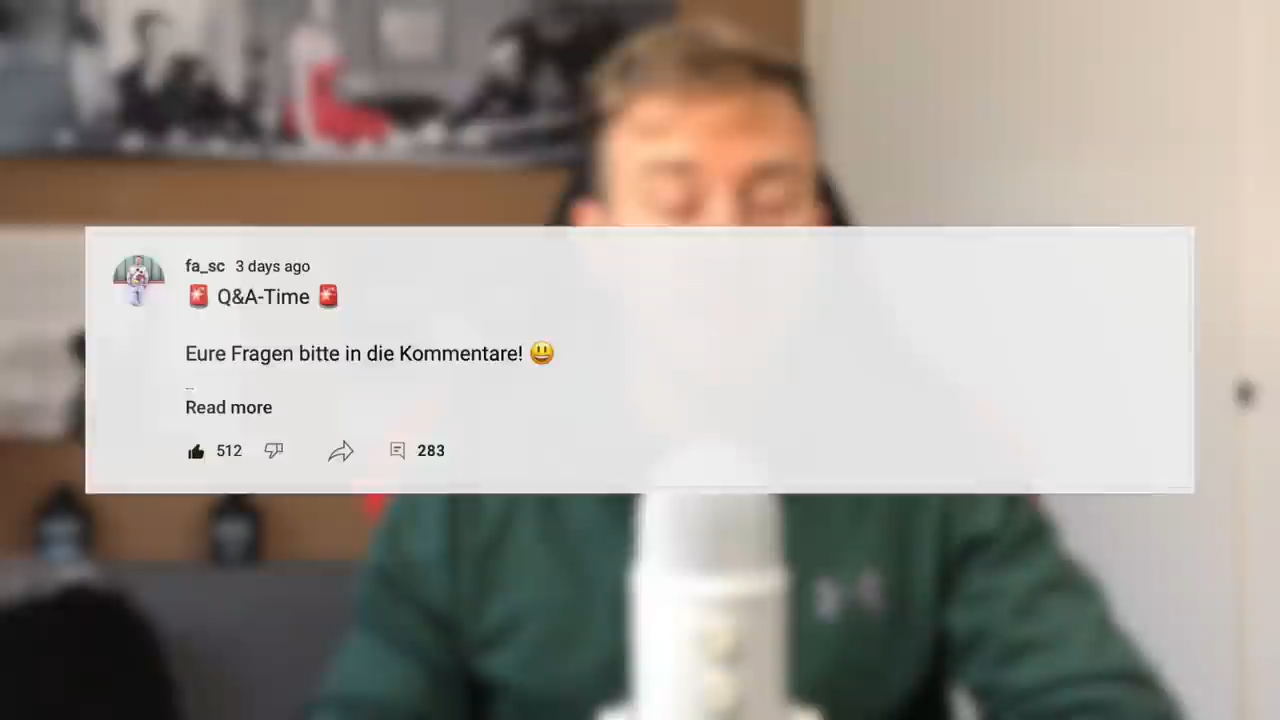 fa_sc 3 days ago
🚨 Q&A-Time 🚨
Eure Fragen bitte in die Kommentare! 😃
...
Read more
512 283